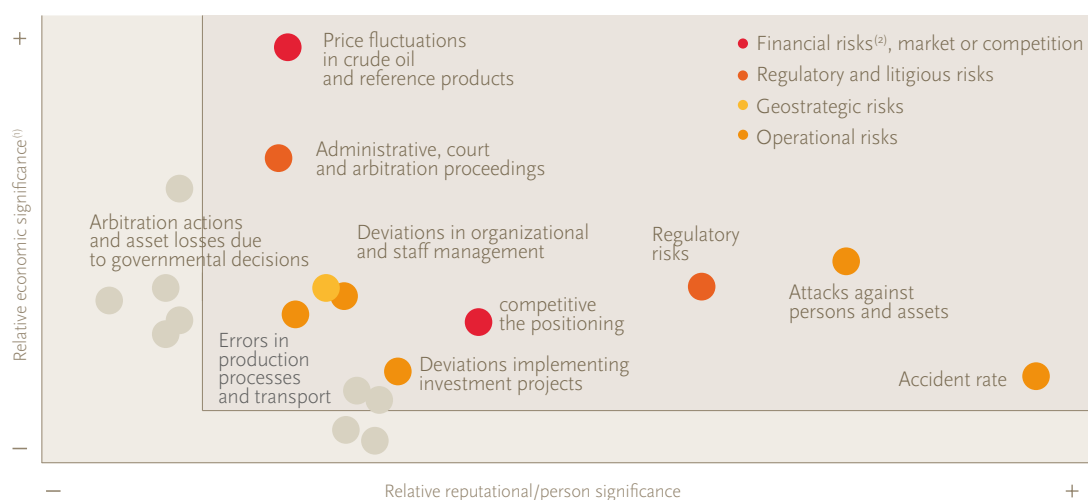 +
Relative economic significance⁽¹⁾
−
Price fluctuations
in crude oil
and reference products
Financial risks⁽²⁾, market or competition
Regulatory and litigious risks
Geostrategic risks
Operational risks
Administrative, court
and arbitration proceedings
Arbitration actions
and asset losses due
to governmental decisions
Deviations in organizational
and staff management
Regulatory
risks
Attacks against
persons and assets
competitive
the positioning
Errors in
production
processes
and transport
Deviations implementing
investment projects
Accident rate
−
Relative reputational/person significance
+